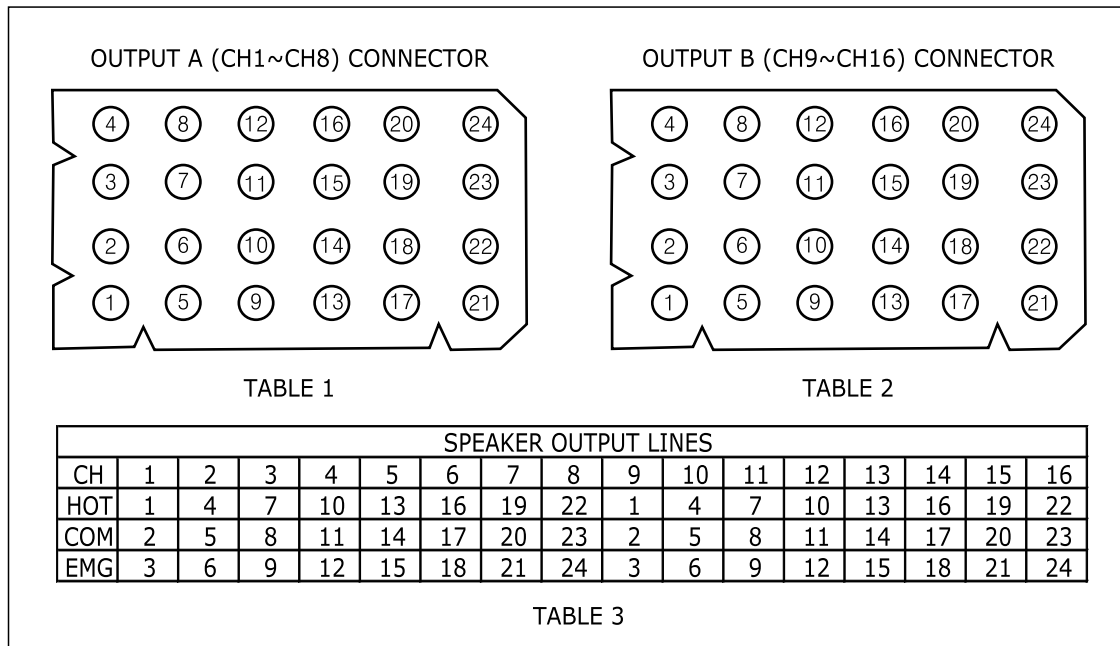 OUTPUT A (CH1~CH8) CONNECTOR
4 8 12 16 20 24
3 7 11 15 19 23
2 6 10 14 18 22
1 5 9 13 17 21
TABLE 1
OUTPUT B (CH9~CH16) CONNECTOR
4 8 12 16 20 24
3 7 11 15 19 23
2 6 10 14 18 22
1 5 9 13 17 21
TABLE 2
SPEAKER OUTPUT LINES
CH 1 2 3 4 5 6 7 8 9 10 11 12 13 14 15 16
HOT 1 4 7 10 13 16 19 22 1 4 7 10 13 16 19 22
COM 2 5 8 11 14 17 20 23 2 5 8 11 14 17 20 23
EMG 3 6 9 12 15 18 21 24 3 6 9 12 15 18 21 24
TABLE 3